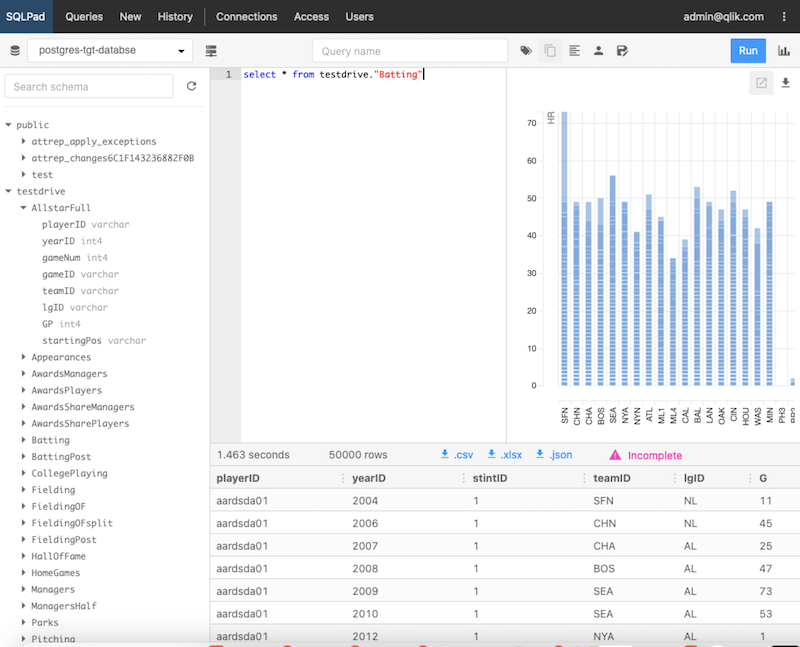 SQLPad Queries New History Connections Access Users admin@qlik.com
postgres-tgt-databse Query name Run
Search schema
public
attrep_apply_exceptions
attrep_changes6C1F143236882F0B
test
testdrive
AllstarFull
playerID varchar
yearID int4
gameNum int4
gameID varchar
teamID varchar
lgID varchar
GP int4
startingPos varchar
Appearances
AwardsManagers
AwardsPlayers
AwardsShareManagers
AwardsSharePlayers
Batting
BattingPost
CollegePlaying
Fielding
FieldingOF
FieldingOFsplit
FieldingPost
HallOfFame
HomeGames
Managers
ManagersHalf
Parks
Pitching
1 select * from testdrive."Batting"
HR
70
60
50
40
30
20
10
0
SFN CHN CHA BOS SEA NYA NYN ATL ML1 ML4 CAL BAL LAN OAK CIN HOU WAS MIN PH3
1.463 seconds 50000 rows .csv .xlsx .json Incomplete
playerID yearID stintID teamID lgID G
aardsda01 2004 1 SFN NL 11
aardsda01 2006 1 CHN NL 45
aardsda01 2007 1 CHA AL 25
aardsda01 2008 1 BOS AL 47
aardsda01 2009 1 SEA AL 73
aardsda01 2010 1 SEA AL 53
aardsda01 2012 1 NYA AL 1